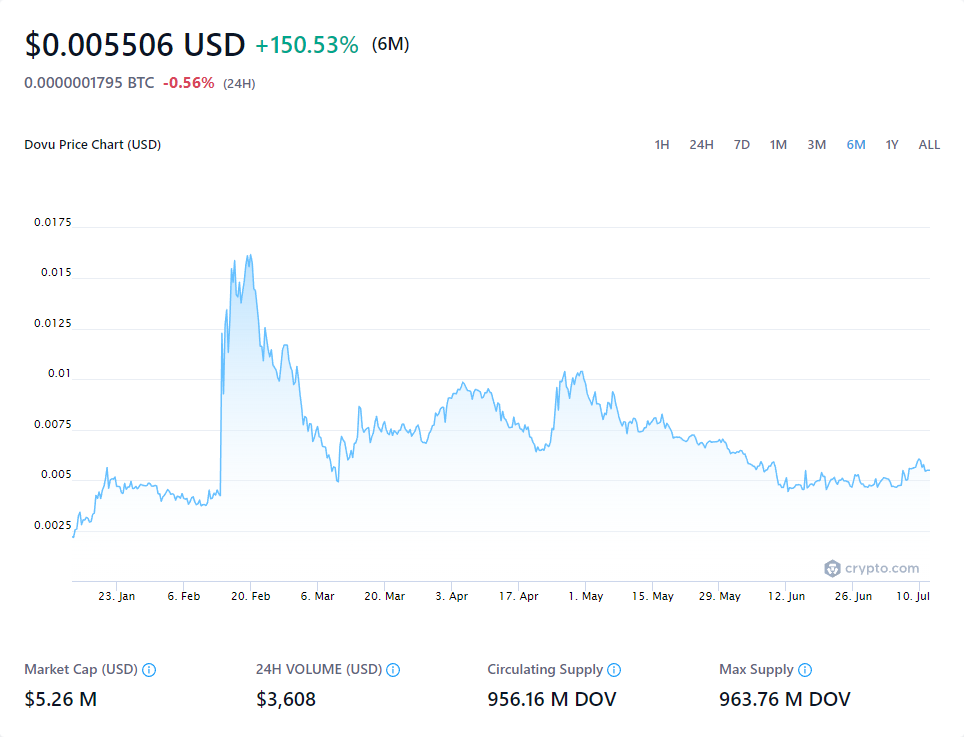 $0.005506 USD +150.53% (6M)
0.0000001795 BTC -0.56% (24H)
Dovu Price Chart (USD) 1H 24H 7D 1M 3M 6M 1Y ALL
0.0175
0.015
0.0125
0.01
0.0075
0.005
0.0025
crypto.com
23. Jan 6. Feb 20. Feb 6. Mar 20. Mar 3. Apr 17. Apr 1. May 15. May 29. May 12. Jun 26. Jun 10. Jul
Market Cap (USD) 24H VOLUME (USD) Circulating Supply Max Supply
$5.26 M $3,608 956.16 M DOV 963.76 M DOV